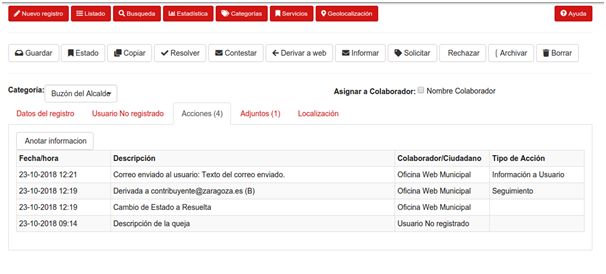 Nuevo registro Listado Busqueda Estadística Categorías Servicios Geolocalización Ayuda
Guardar Estado Copiar Resolver Contestar Derivar a web Informar Solicitar Rechazar ( Archivar Borrar
Categoría: Buzón del Alcalde Asignar a Colaborador: Nombre Colaborador
Datos del registro Usuario No registrado Acciones (4) Adjuntos (1) Localización
Anotar informacion
Fecha/hora Descripción Colaborador/Ciudadano Tipo de Acción
23-10-2018 12:21 Correo enviado al usuario: Texto del correo enviado. Oficina Web Municipal Información a Usuario
23-10-2018 12:19 Derivada a contribuyente@zaragoza.es (B) Oficina Web Municipal Seguimiento
23-10-2018 12:19 Cambio de Estado a Resuelta Oficina Web Municipal
23-10-2018 09:14 Descripción de la queja Usuario No registrado